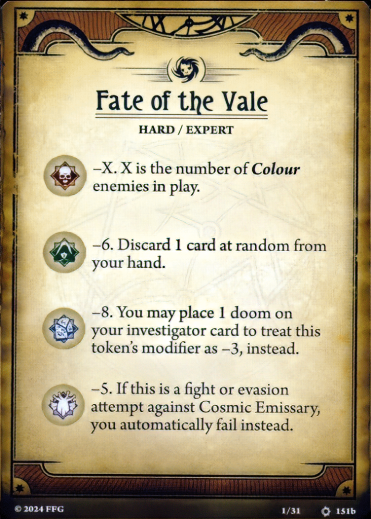 Fate of the Vale
HARD / EXPERT
–X. X is the number of Colour
enemies in play.
–6. Discard 1 card at random from
your hand.
–8. You may place 1 doom on
your investigator card to treat this
token's modifier as –3, instead.
–5. If this is a fight or evasion
attempt against Cosmic Emissary,
you automatically fail instead.
© 2024 FFG
1/31
151b